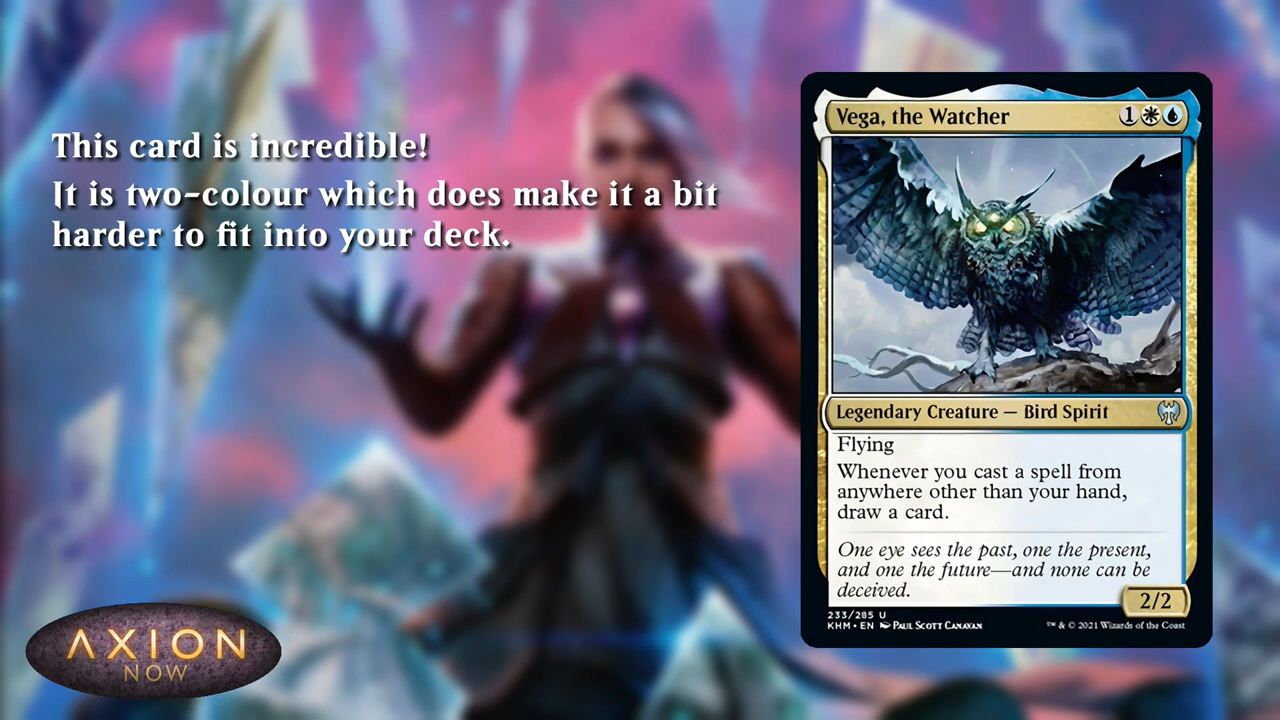 This card is incredible!
It is two-colour which does make it a bit
harder to fit into your deck.
Vega, the Watcher 1
Legendary Creature — Bird Spirit
Flying
Whenever you cast a spell from
anywhere other than your hand,
draw a card.
One eye sees the past, one the present,
and one the future—and none can be
deceived.
2/2
233/285 U
KHM • EN Paul Scott Canavan
™ & © 2021 Wizards of the Coast
AXION
NOW